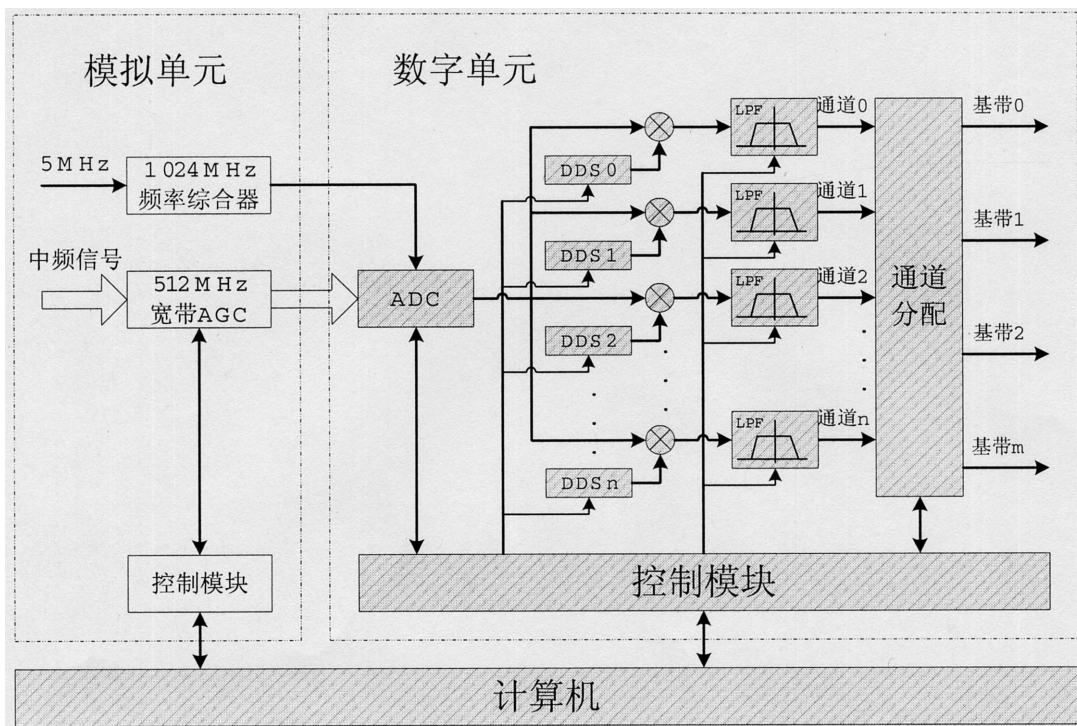 模拟单元
数字单元
5MHz
1024MHz
频率综合器
中频信号
512MHz
宽带AGC
控制模块
ADC
DDS0
DDS1
DDS2
DDSn
LPF
通道0
LPF
通道1
LPF
通道2
LPF
通道n
通道
分配
基带0
基带1
基带2
基带m
控制模块
计算机